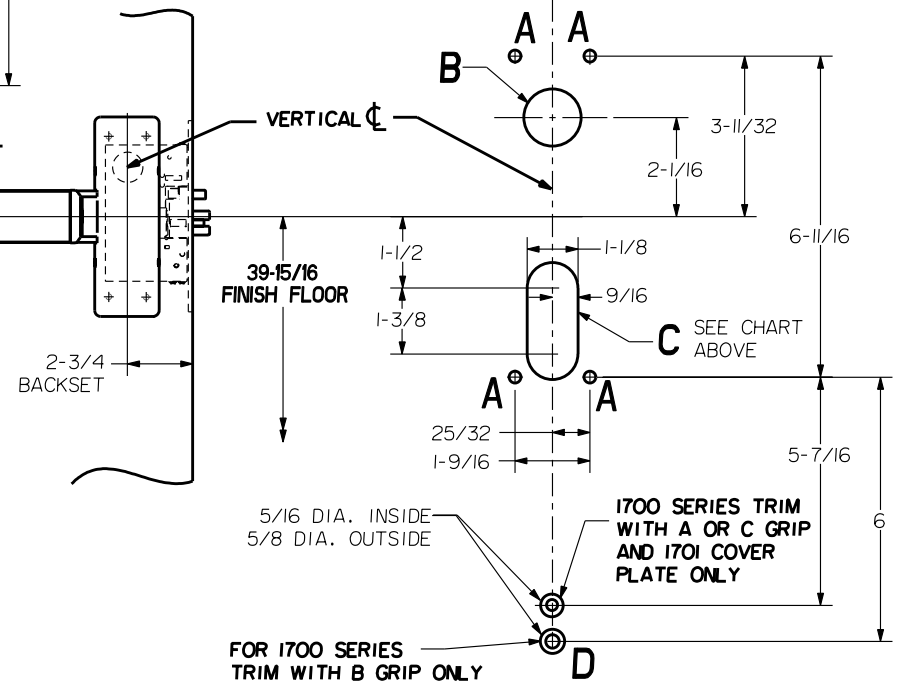 A A
B
VERTICAL ℄
3-11/32
2-1/16
6-11/16
1-1/2
1-1/8
39-15/16
FINISH FLOOR
9/16
1-3/8
C SEE CHART
ABOVE
2-3/4
BACKSET
A A
25/32
1-9/16
5-7/16
6
5/16 DIA. INSIDE
5/8 DIA. OUTSIDE
1700 SERIES TRIM
WITH A OR C GRIP
AND 1701 COVER
PLATE ONLY
FOR 1700 SERIES
TRIM WITH B GRIP ONLY
D